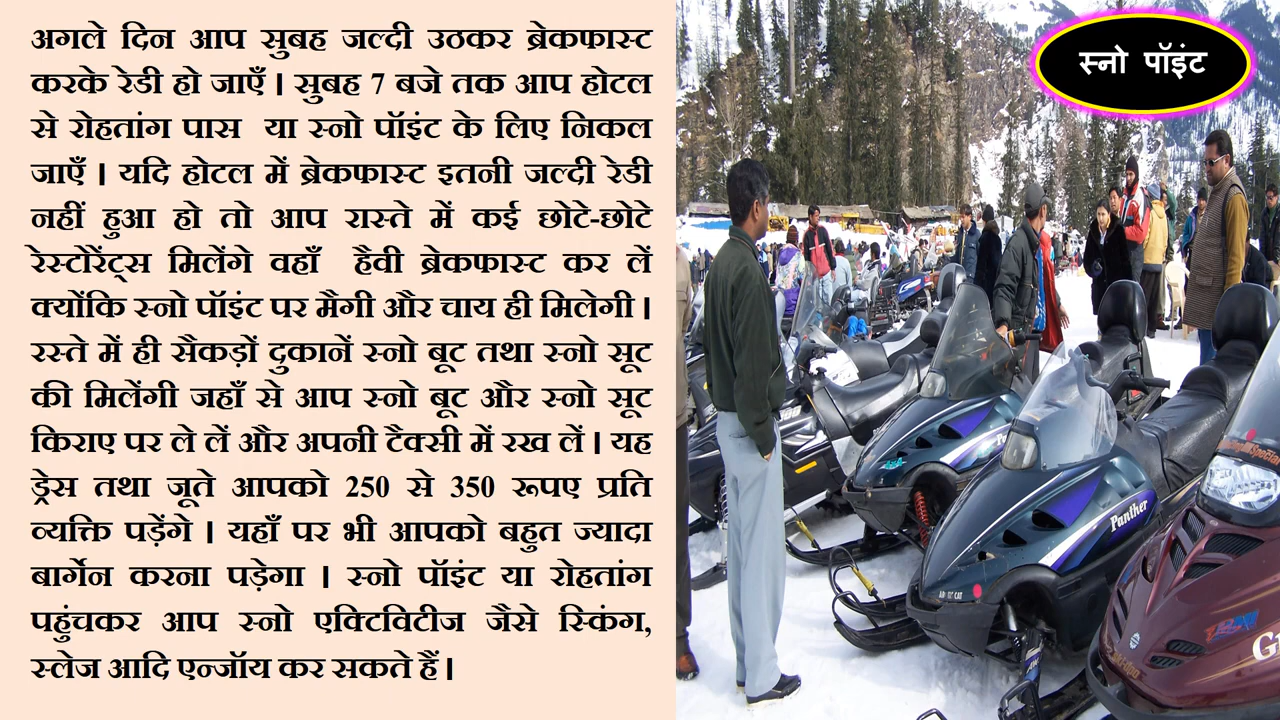 अगले दिन आप सुबह जल्दी उठकर ब्रेकफास्ट
करके रेडी हो जाएँ । सुबह 7 बजे तक आप होटल
से रोहतांग पास या स्नो पॉइंट के लिए निकल
जाएँ । यदि होटल में ब्रेकफास्ट इतनी जल्दी रेडी
नहीं हुआ हो तो आप रास्ते में कई छोटे-छोटे
रेस्टोरेंट्स मिलेंगे वहाँ हैवी ब्रेकफास्ट कर लें
क्योंकि स्नो पॉइंट पर मैगी और चाय ही मिलेगी ।
रस्ते में ही सैकड़ों दुकानें स्नो बूट तथा स्नो सूट
की मिलेंगी जहाँ से आप स्नो बूट और स्नो सूट
किराए पर ले लें और अपनी टैक्सी में रख लें । यह
ड्रेस तथा जूते आपको 250 से 350 रूपए प्रति
व्यक्ति पड़ेंगे । यहाँ पर भी आपको बहुत ज्यादा
बार्गेन करना पड़ेगा । स्नो पॉइंट या रोहतांग
पहुंचकर आप स्नो एक्टिविटीज जैसे स्किंग,
स्लेज आदि एन्जॉय कर सकते हैं ।
स्नो पॉइंट
Panther